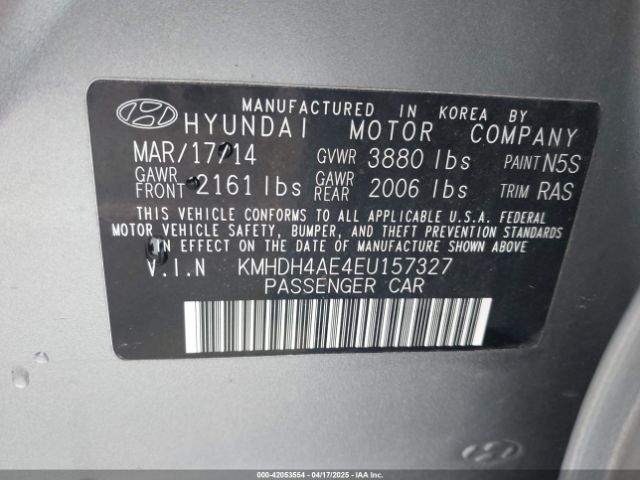 MANUFACTURED IN KOREA BY
HYUNDAI MOTOR COMPANY
MAR/17/14 GVWR 3880 lbs PAINT N5S
GAWR FRONT 2161 lbs GAWR REAR 2006 lbs TRIM RAS
THIS VEHICLE CONFORMS TO ALL APPLICABLE U.S.A. FEDERAL
MOTOR VEHICLE SAFETY, BUMPER, AND THEFT PREVENTION STANDARDS
IN EFFECT ON THE DATE OF MANUFACTURE SHOWN ABOVE.
V.I.N KMHDH4AE4EU157327
PASSENGER CAR
000-42053554 - 04/17/2025 - IAAI.COM